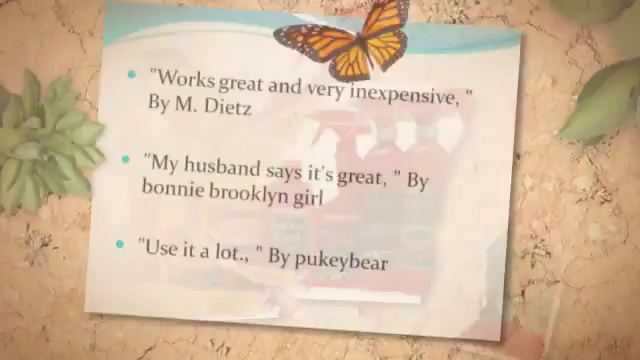 "Works great and very inexpensive, "
By M. Dietz
"My husband says it's great, " By
bonnie brooklyn girl
"Use it a lot., " By pukeybear